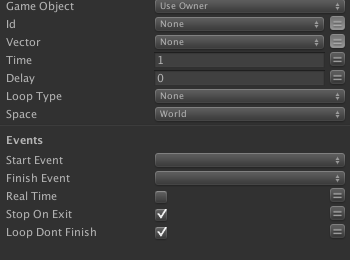 Game Object Use Owner
Id None
Vector None
Time 1
Delay 0
Loop Type None
Space World
Events
Start Event
Finish Event
Real Time
Stop On Exit
Loop Dont Finish